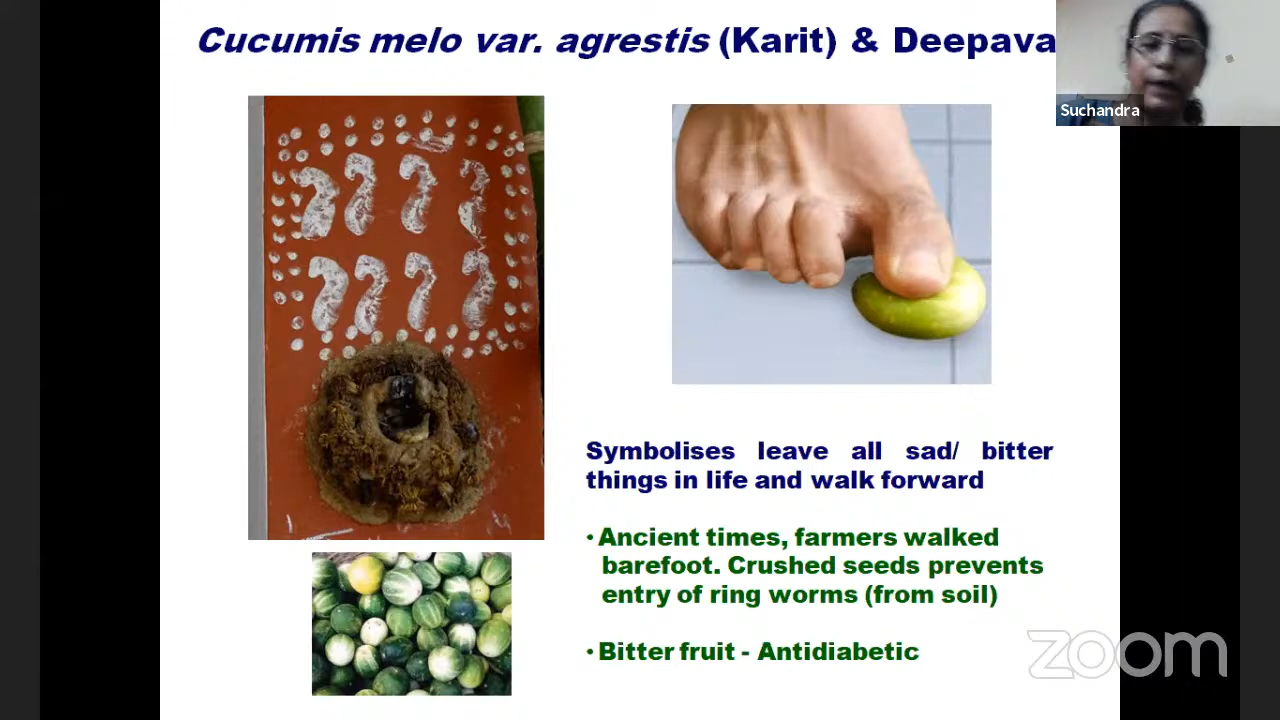 Cucumis melo var. agrestis (Karit) & Deepava
Suchandra
Symbolises leave all sad/ bitter
things in life and walk forward
• Ancient times, farmers walked
barefoot. Crushed seeds prevents
entry of ring worms (from soil)
• Bitter fruit - Antidiabetic
zoom